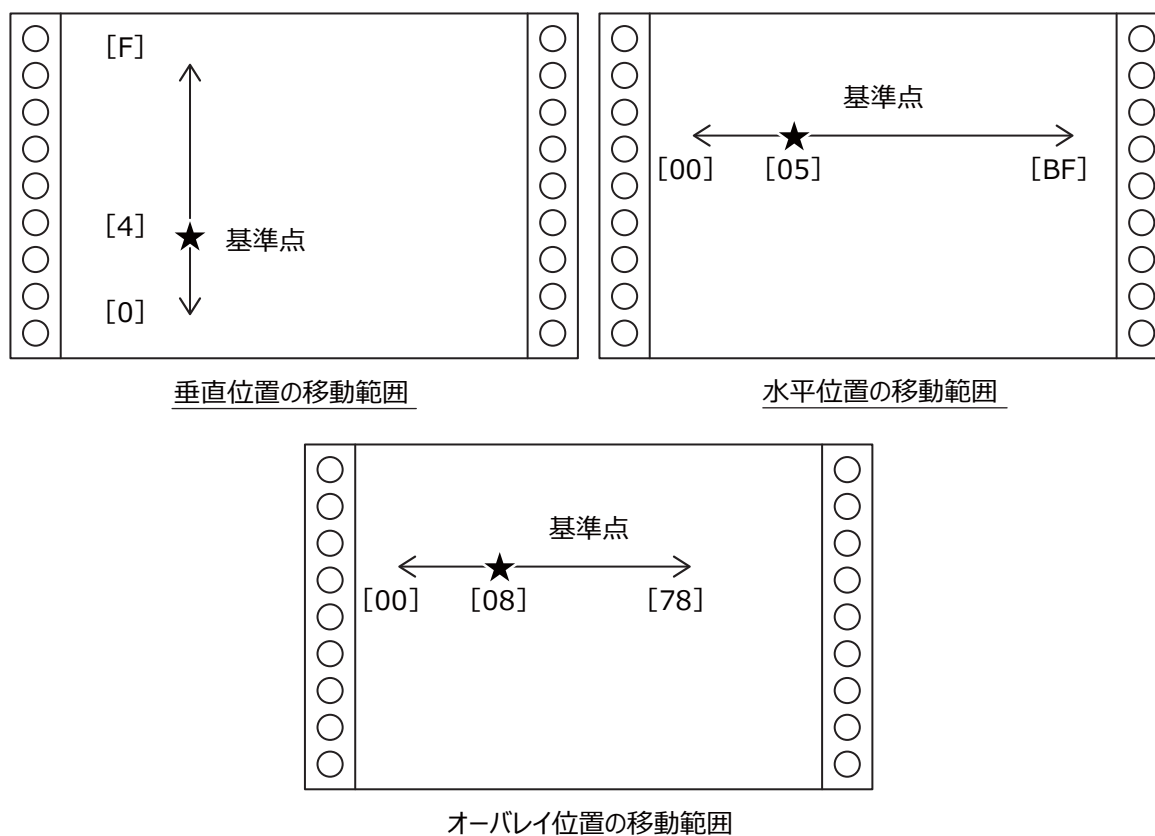 [F]
[4]
基準点
[0]
垂直位置の移動範囲
基準点
[00] [05] [BF]
水平位置の移動範囲
基準点
[00] [08] [78]
オーバレイ位置の移動範囲